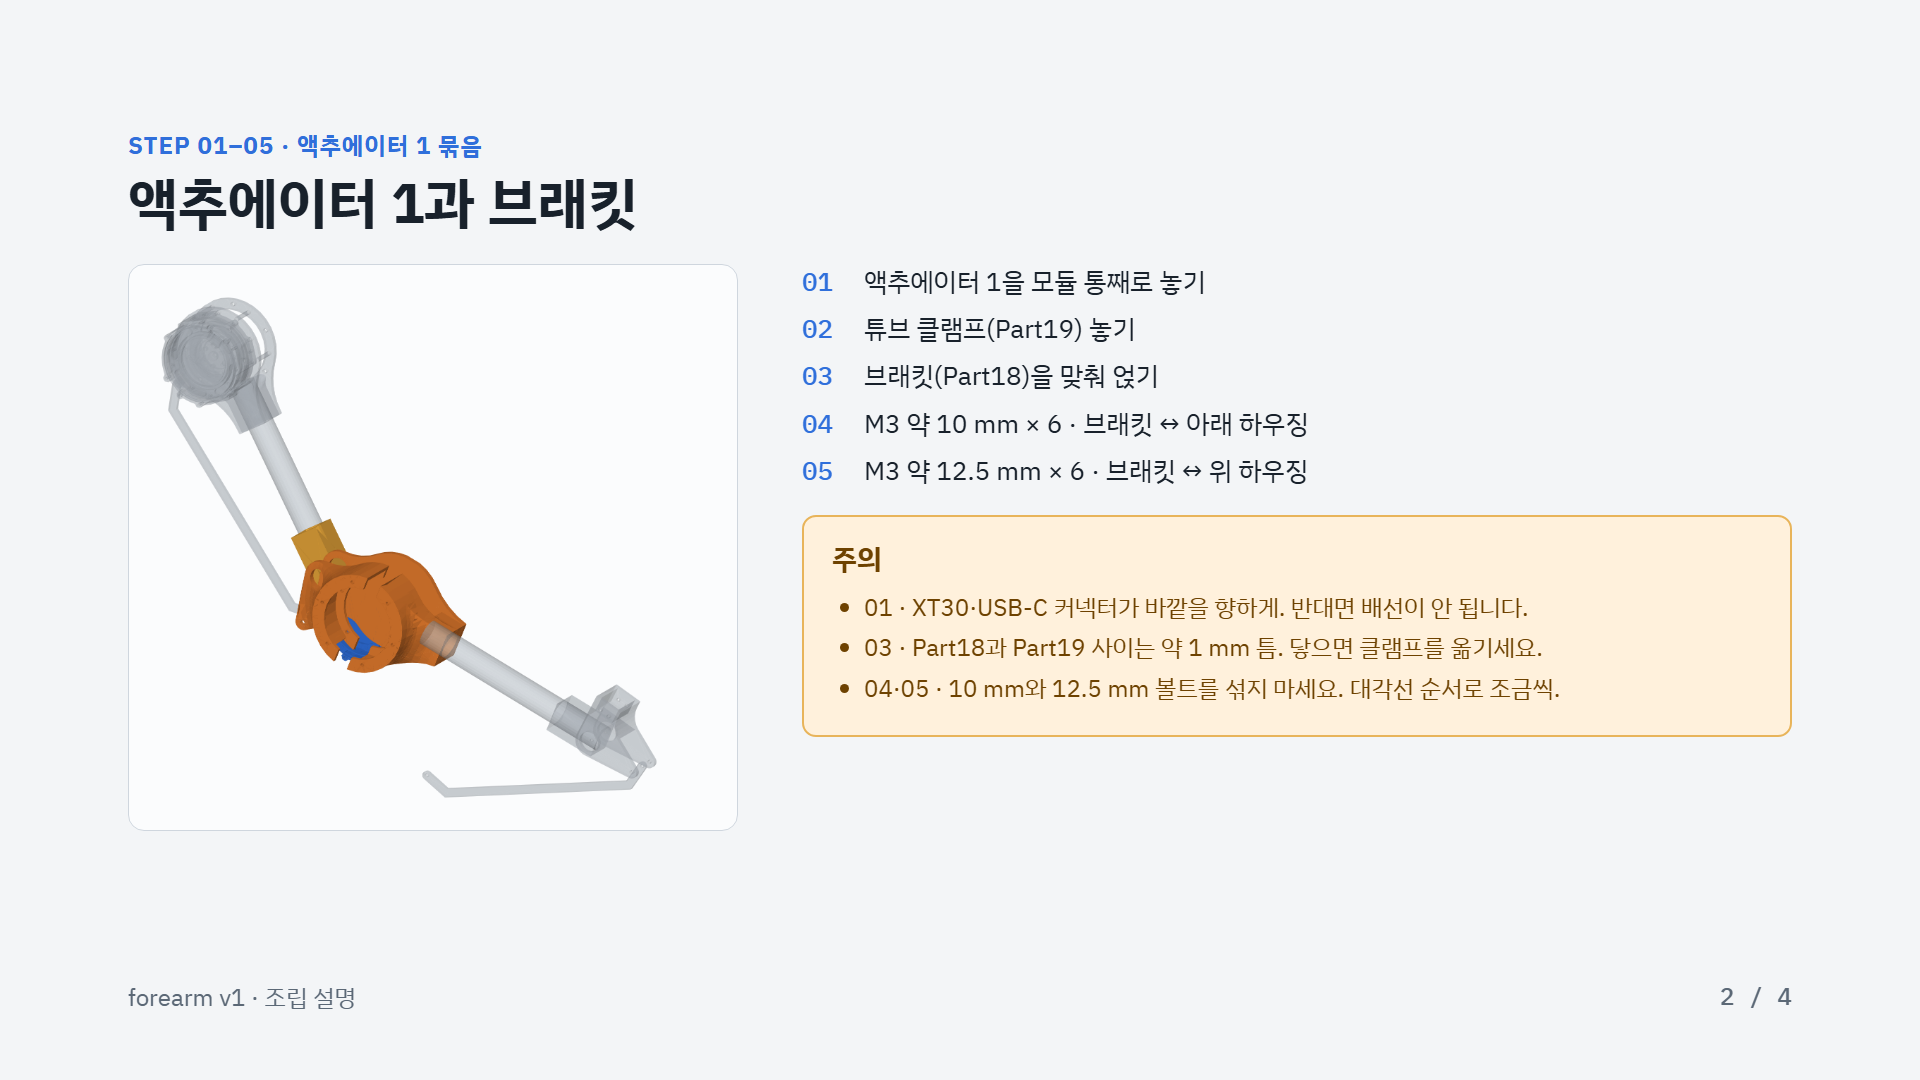 STEP 01–05 · 액추에이터 1 묶음
액추에이터 1과 브래킷
01 액추에이터 1을 모듈 통째로 놓기
02 튜브 클램프(Part19) 놓기
03 브래킷(Part18)을 맞춰 얹기
04 M3 약 10 mm × 6 · 브래킷 ↔ 아래 하우징
05 M3 약 12.5 mm × 6 · 브래킷 ↔ 위 하우징
주의
• 01 · XT30·USB-C 커넥터가 바깥을 향하게. 반대면 배선이 안 됩니다.
• 03 · Part18과 Part19 사이는 약 1 mm 틈. 닿으면 클램프를 옮기세요.
• 04·05 · 10 mm와 12.5 mm 볼트를 섞지 마세요. 대각선 순서로 조금씩.
forearm v1 · 조립 설명
2 / 4